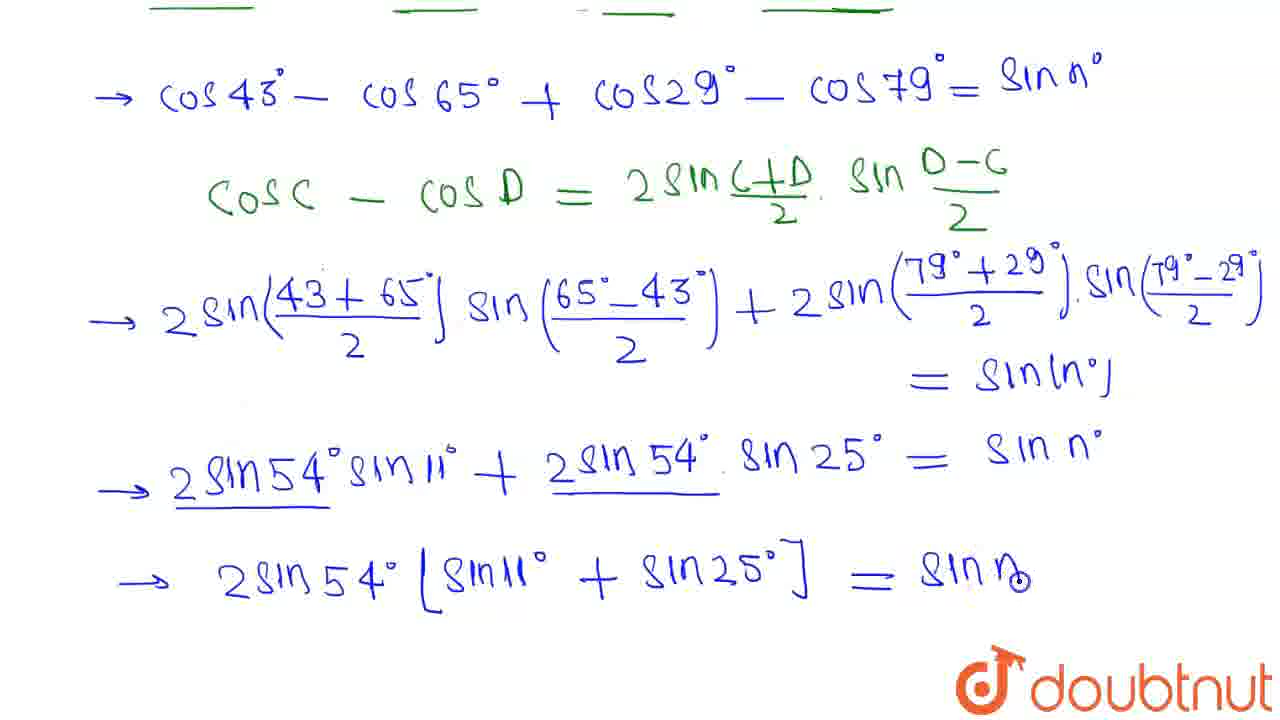 → cos 43° − cos 65° + cos 29° − cos 79° = sin n°
cos C − cos D = 2 sin (C+D)/2 . sin (D−C)/2
→ 2 sin((43 + 65°)/2) sin((65° − 43°)/2) + 2 sin((79° + 29°)/2) . sin((79° − 29°)/2)
= sin(n°)
→ 2 sin 54° sin 11° + 2 sin 54° . sin 25° = sin n°
→ 2 sin 54° [sin 11° + sin 25°] = sin n
doubtnut